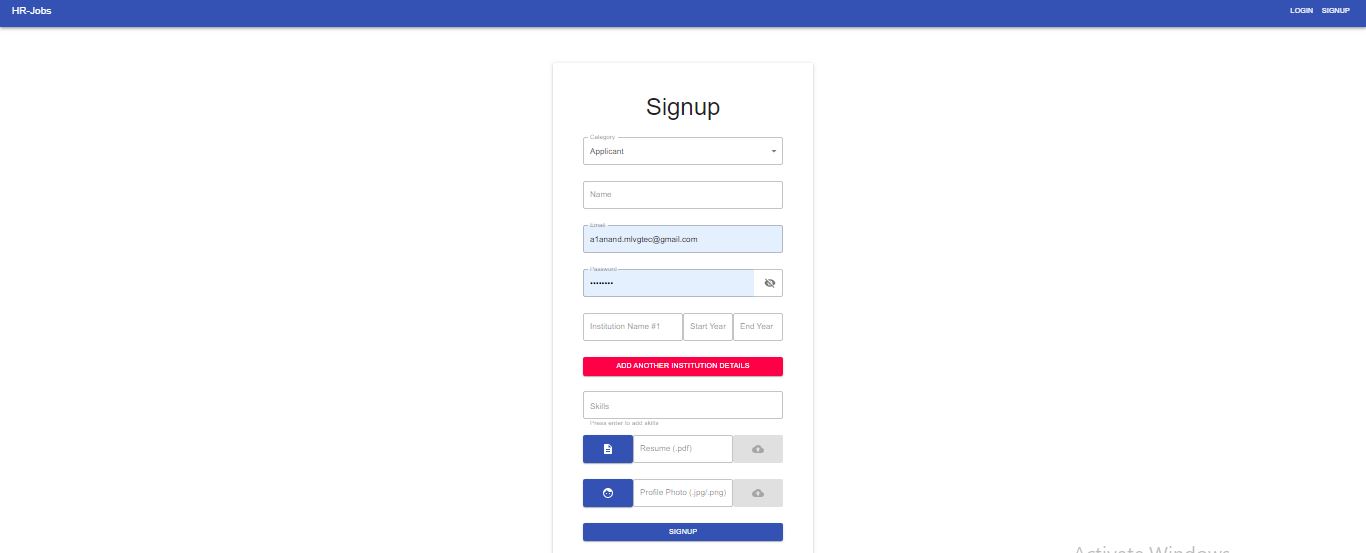 HR-Jobs LOGIN SIGNUP
Signup
Category
Applicant
Name
Email
a1anand.mlvgtec@gmail.com
Password
••••••••
Institution Name #1 Start Year End Year
ADD ANOTHER INSTITUTION DETAILS
Skills
Press enter to add skills
Resume (.pdf)
Profile Photo (.jpg/.png)
SIGNUP
Activate Windows